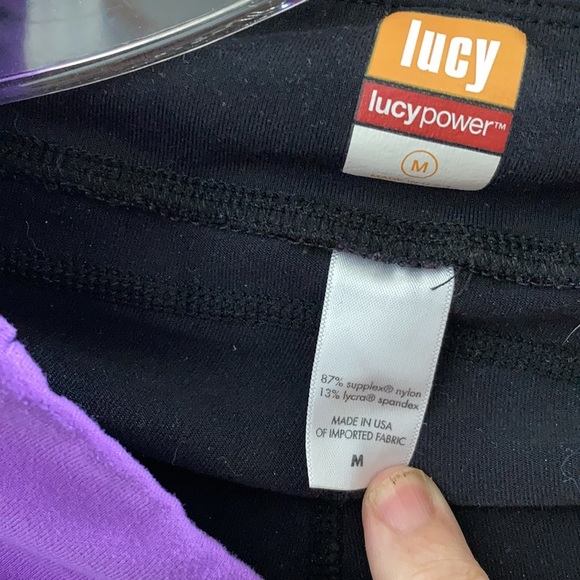 lucy
lucypower™
M
87% supplex® nylon
13% lycra® spandex
MADE IN USA
OF IMPORTED FABRIC
M